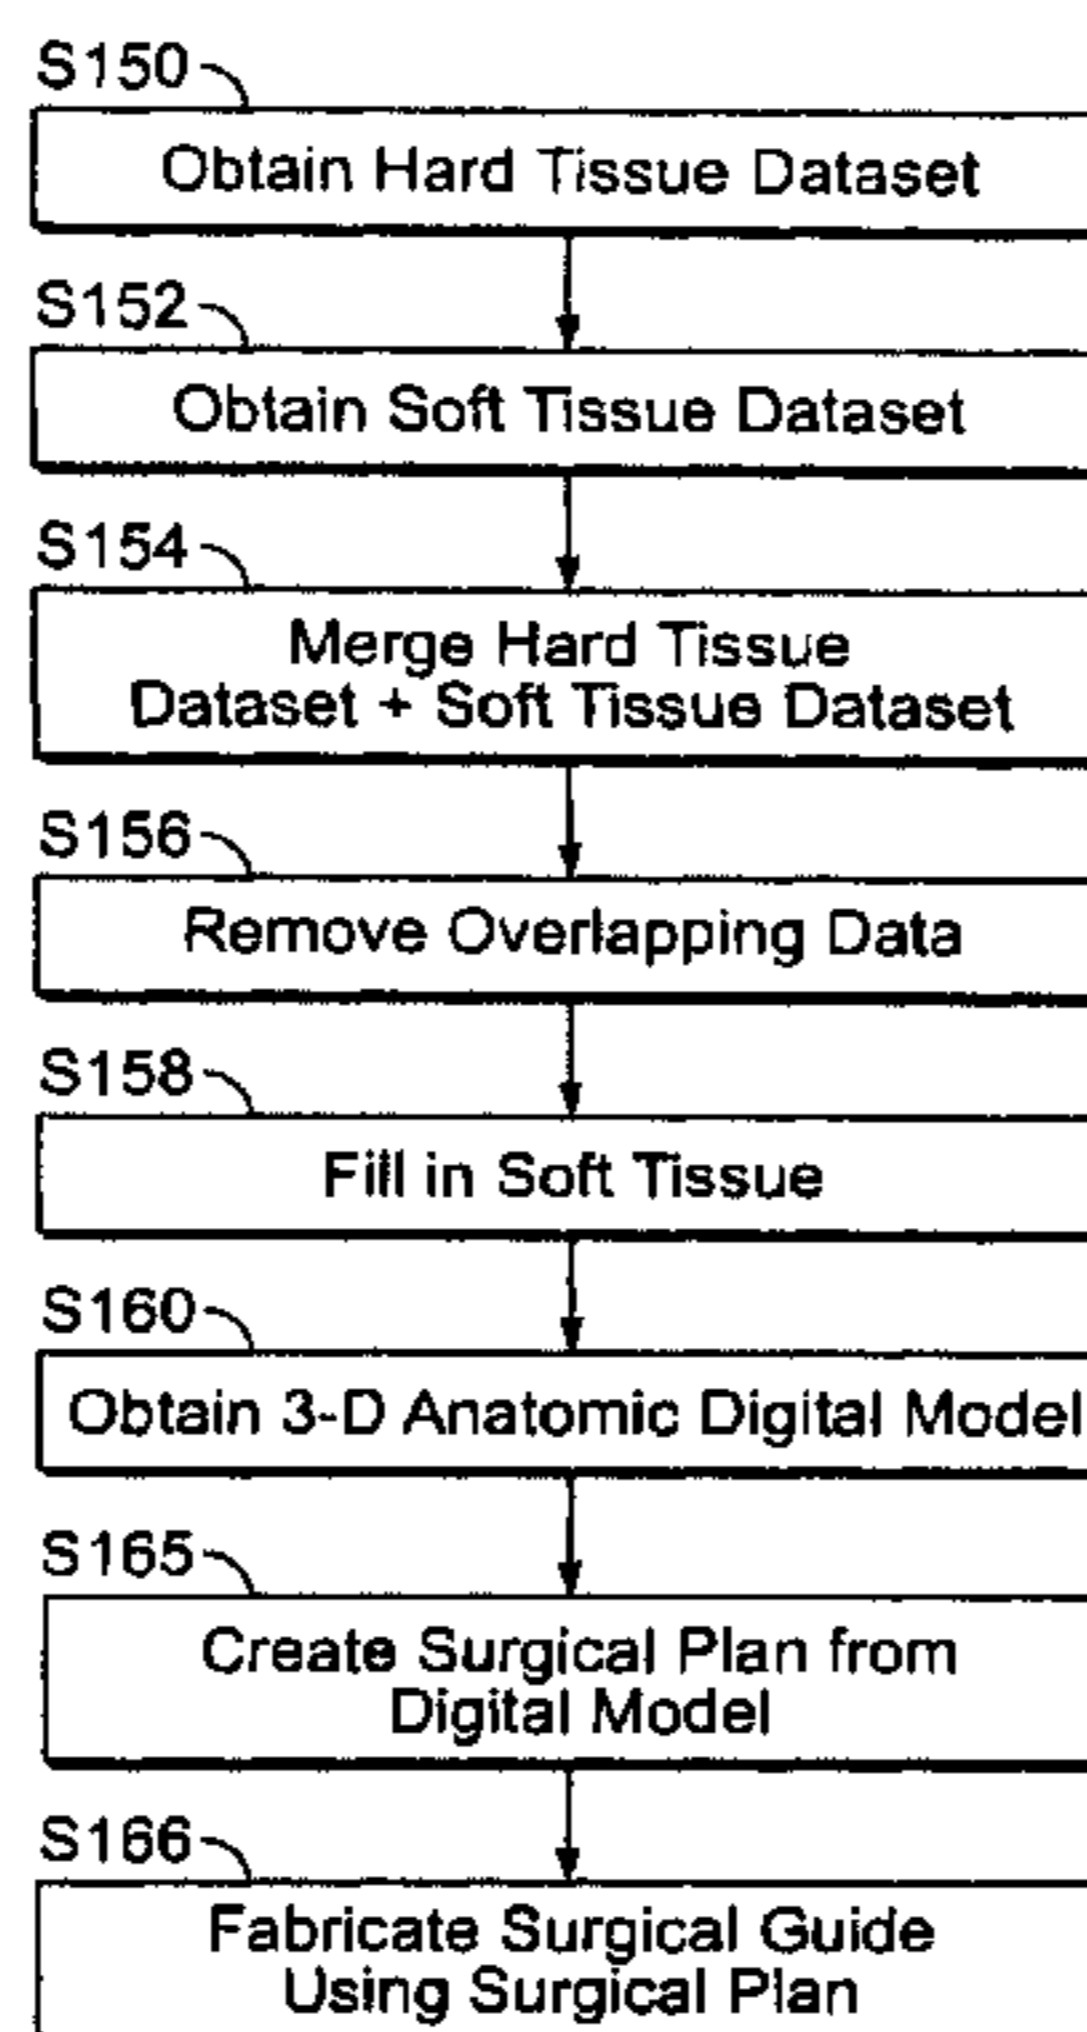 S150
Obtain Hard Tissue Dataset
S152
Obtain Soft Tissue Dataset
S154
Merge Hard Tissue
Dataset + Soft Tissue Dataset
S156
Remove Overlapping Data
S158
Fill in Soft Tissue
S160
Obtain 3-D Anatomic Digital Model
S165
Create Surgical Plan from
Digital Model
S166
Fabricate Surgical Guide
Using Surgical Plan